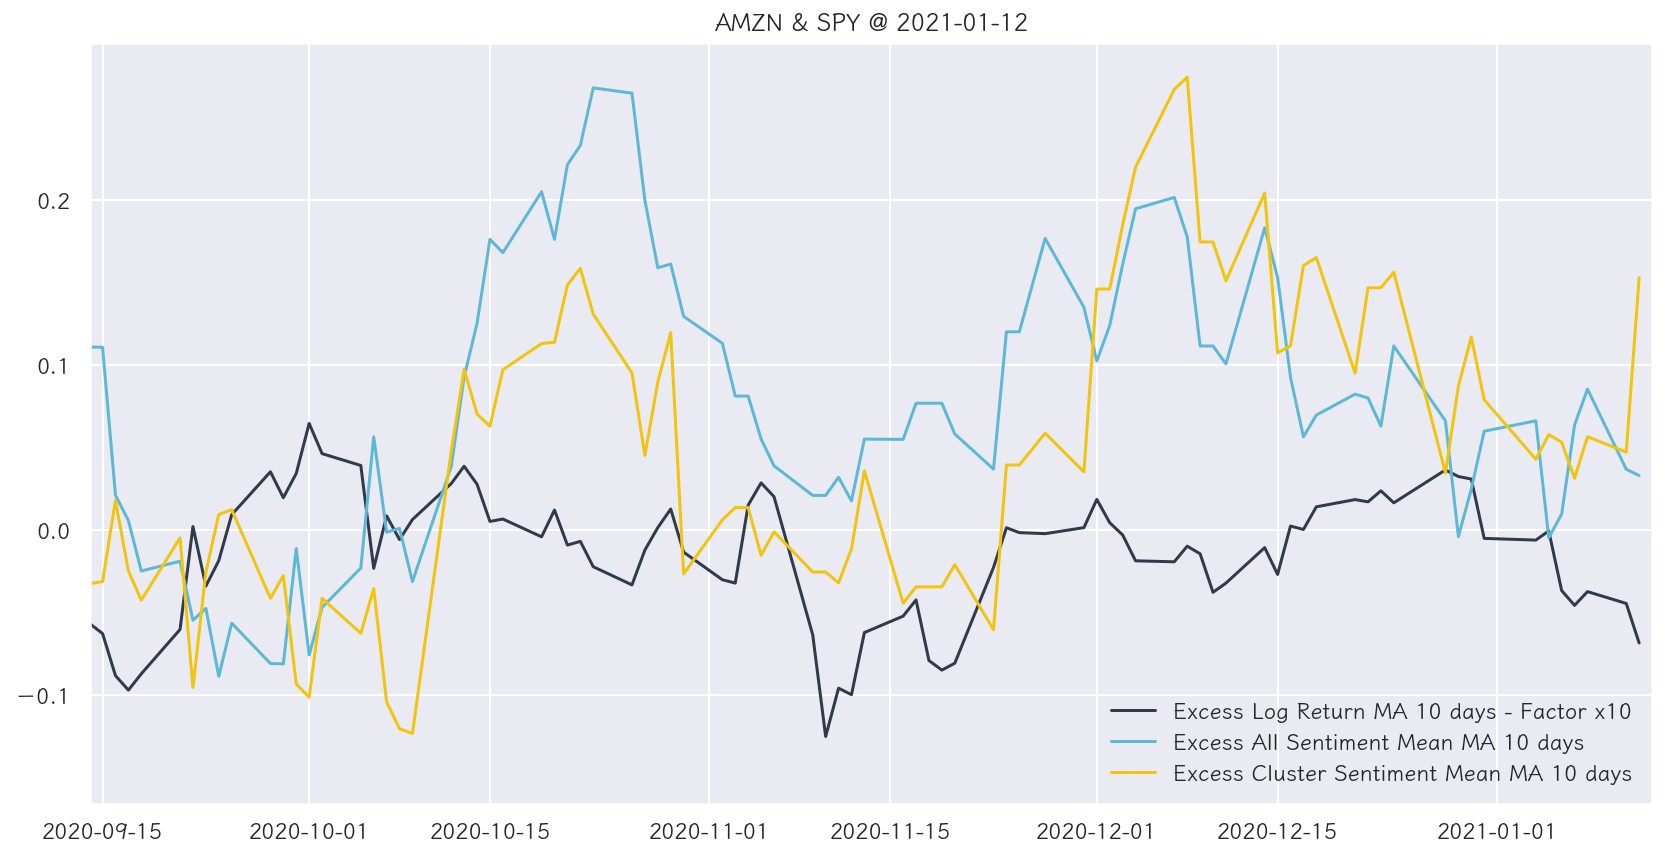 AMZN & SPY @ 2021-01-12
0.2
0.1
0.0
−0.1
Excess Log Return MA 10 days - Factor x10
Excess All Sentiment Mean MA 10 days
Excess Cluster Sentiment Mean MA 10 days
2020-09-15 2020-10-01 2020-10-15 2020-11-01 2020-11-15 2020-12-01 2020-12-15 2021-01-01